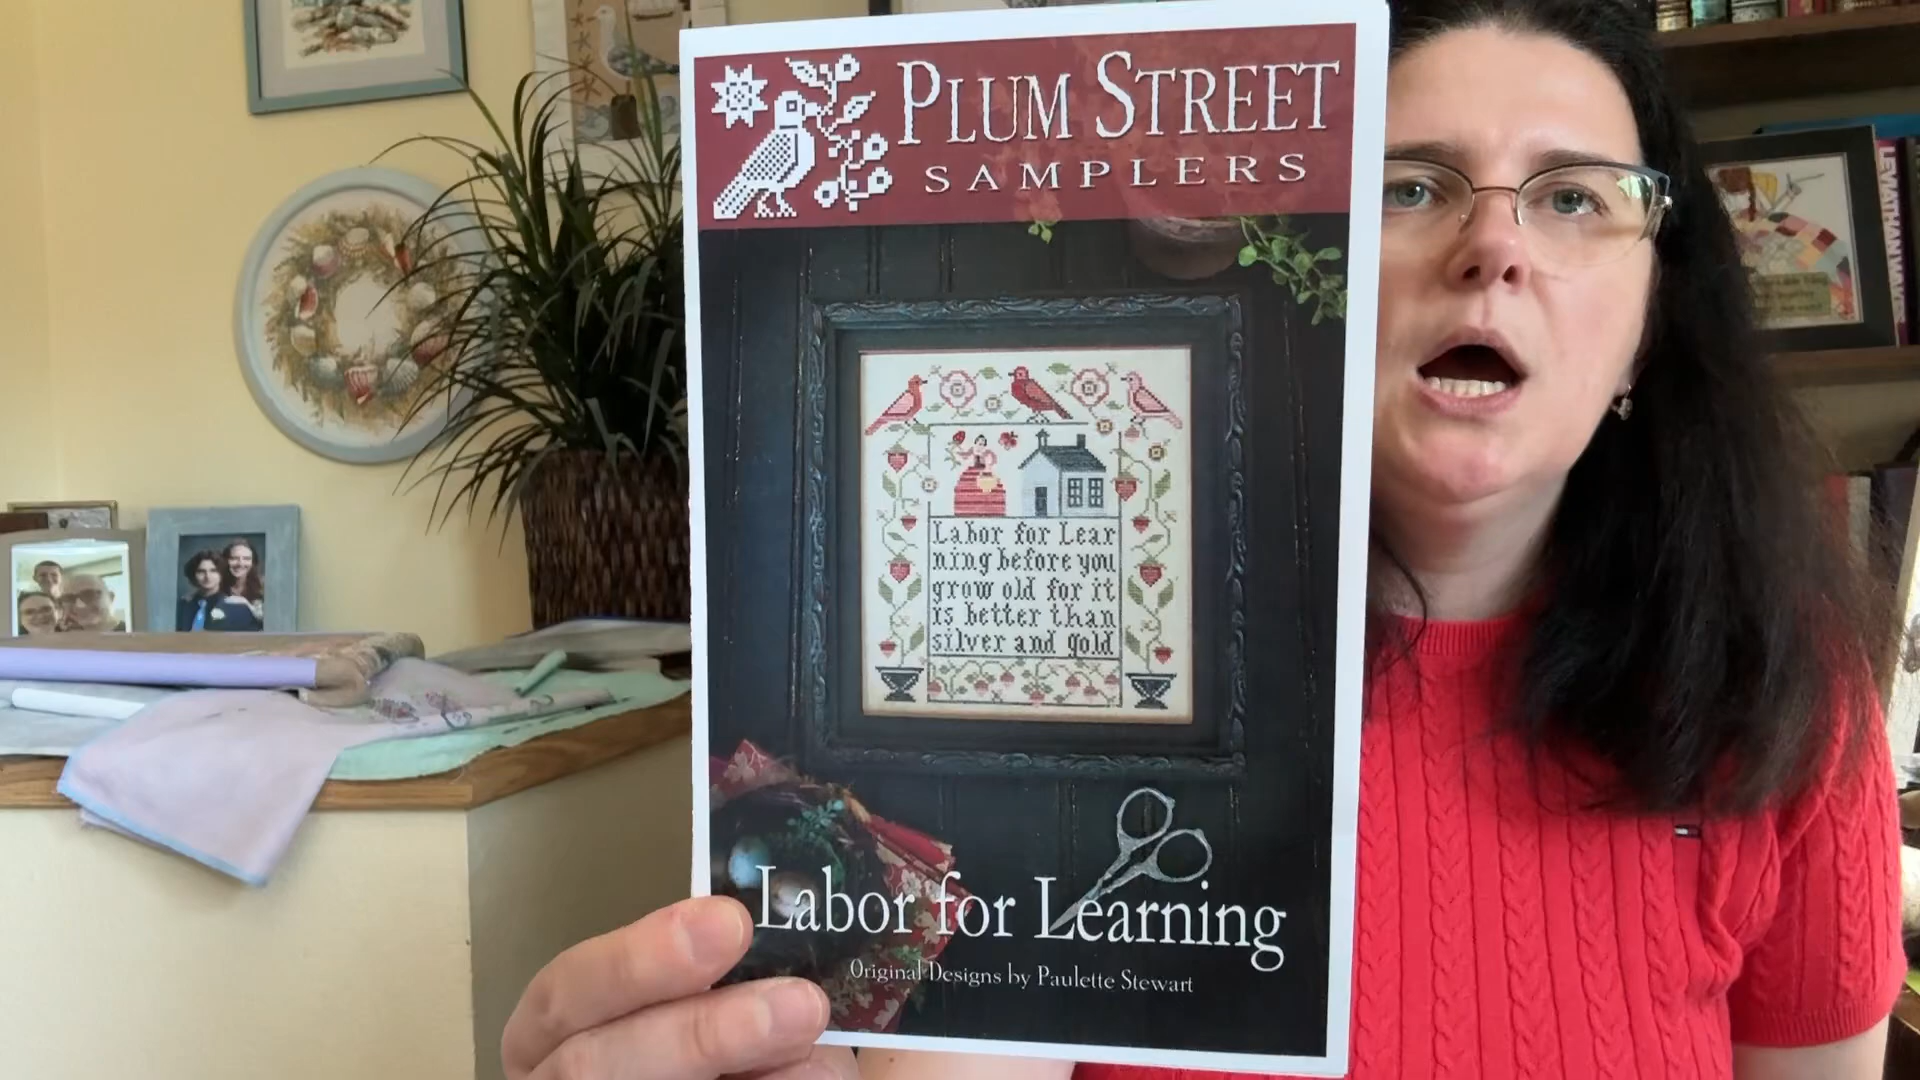 PLUM STREET
SAMPLERS
Labor for Lear
ning before you
grow old for it
is better than
silver and gold
Labor for Learning
Original Designs by Paulette Stewart